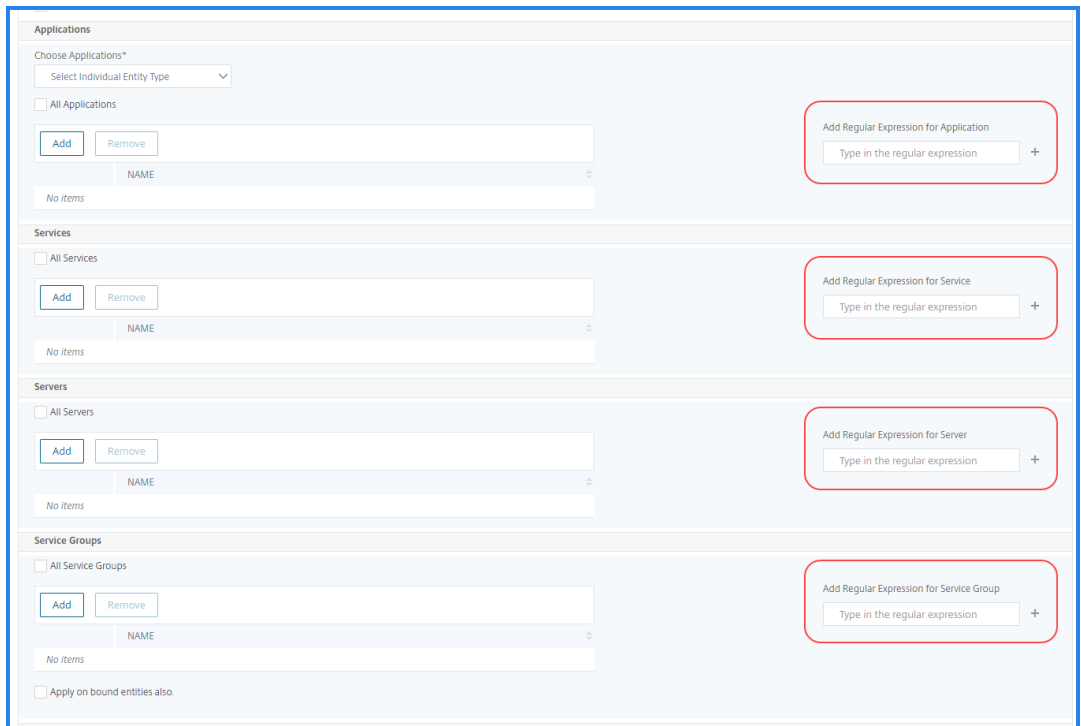 Applications
Choose Applications*
Select Individual Entity Type
All Applications
Add Remove
NAME
No items
Add Regular Expression for Application
Type in the regular expression +
Services
All Services
Add Remove
NAME
No items
Add Regular Expression for Service
Type in the regular expression +
Servers
All Servers
Add Remove
NAME
No items
Add Regular Expression for Server
Type in the regular expression +
Service Groups
All Service Groups
Add Remove
NAME
No items
Add Regular Expression for Service Group
Type in the regular expression +
Apply on bound entities also.